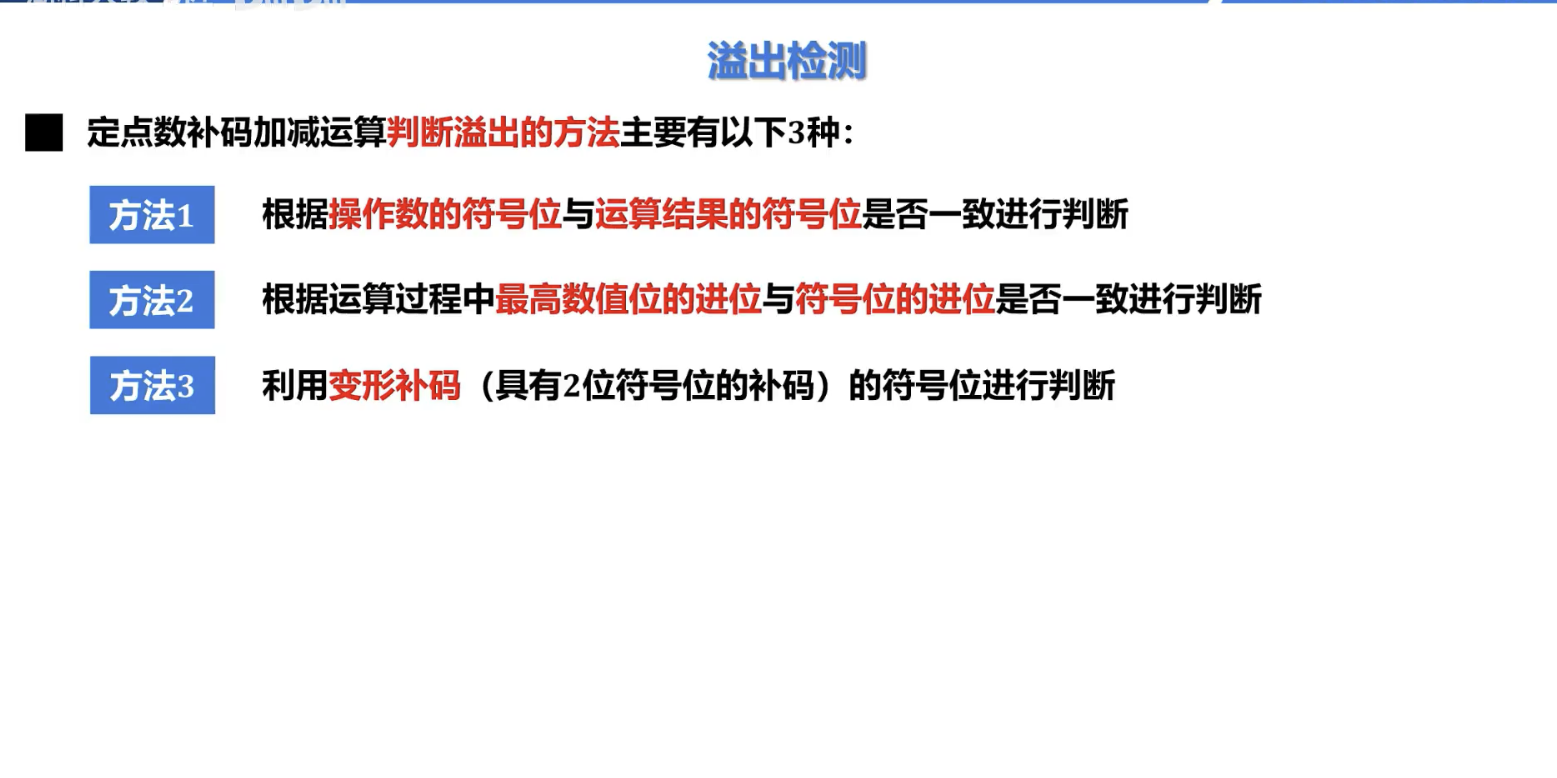 溢出检测
■ 定点数补码加减运算判断溢出的方法主要有以下3种：
方法1 根据操作数的符号位与运算结果的符号位是否一致进行判断
方法2 根据运算过程中最高数值位的进位与符号位的进位是否一致进行判断
方法3 利用变形补码（具有2位符号位的补码）的符号位进行判断